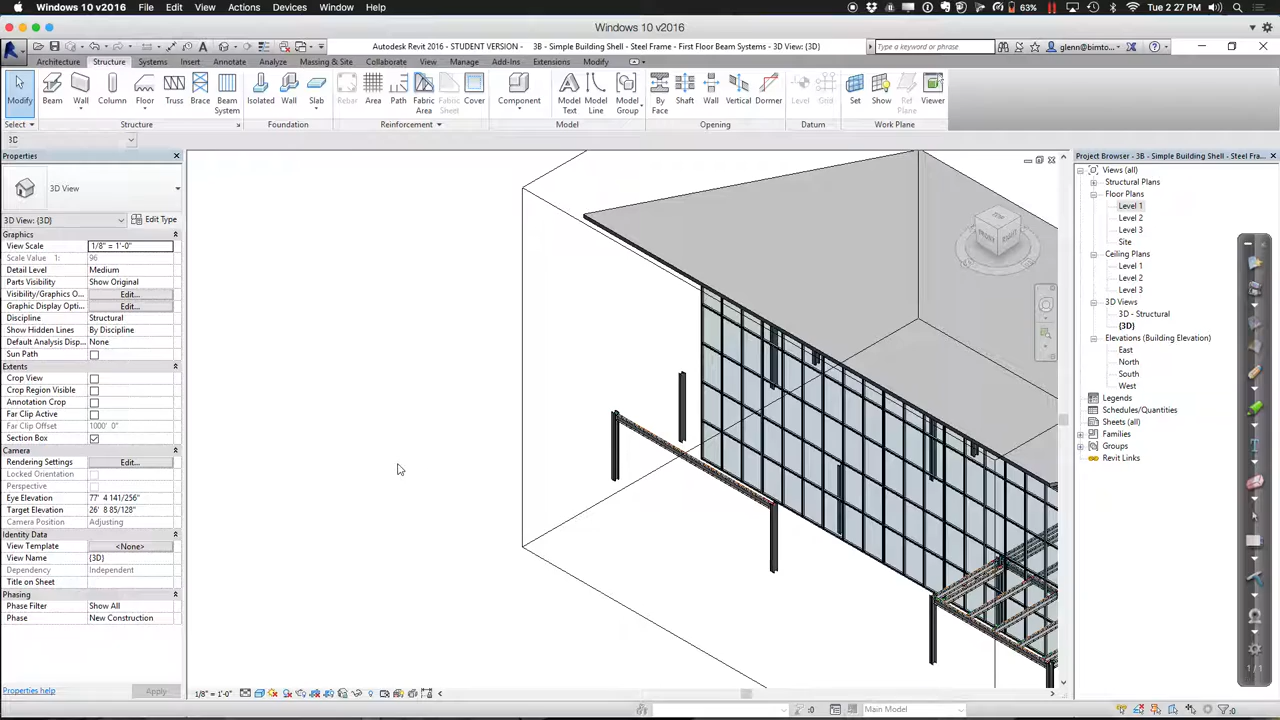 Windows 10 v2016 File Edit View Actions Devices Window Help 63% Tue 2:27 PM
Windows 10 v2016
Autodesk Revit 2016 - STUDENT VERSION - 3B - Simple Building Shell - Steel Frame - First Floor Beam Systems - 3D View: {3D} Type a keyword or phrase glenn@bimto...
Architecture Structure Systems Insert Annotate Analyze Massing & Site Collaborate View Manage Add-Ins Extensions Modify
Modify Beam Wall Column Floor Truss Brace Beam System Isolated Wall Slab Rebar Area Path Fabric Area Fabric Sheet Cover Component Model Text Model Line Model Group By Face Shaft Wall Vertical Dormer Level Grid Set Show Ref Plane Viewer
Select Structure Foundation Reinforcement Model Opening Datum Work Plane
3D
Properties
3D View
3D View: {3D} Edit Type
Graphics
View Scale 1/8" = 1'-0"
Scale Value 1: 96
Detail Level Medium
Parts Visibility Show Original
Visibility/Graphics O... Edit...
Graphic Display Opti... Edit...
Discipline Structural
Show Hidden Lines By Discipline
Default Analysis Disp... None
Sun Path
Extents
Crop View
Crop Region Visible
Annotation Crop
Far Clip Active
Far Clip Offset 1000' 0"
Section Box
Camera
Rendering Settings Edit...
Locked Orientation
Perspective
Eye Elevation 77' 4 141/256"
Target Elevation 26' 8 85/128"
Camera Position Adjusting
Identity Data
View Template <None>
View Name {3D}
Dependency Independent
Title on Sheet
Phasing
Phase Filter Show All
Phase New Construction
Properties help Apply
FRONT RIGHT
Project Browser - 3B - Simple Building Shell - Steel Fra...
Views (all)
Structural Plans
Floor Plans
Level 1
Level 2
Level 3
Site
Ceiling Plans
Level 1
Level 2
Level 3
3D Views
3D - Structural
{3D}
Elevations (Building Elevation)
East
North
South
West
Legends
Schedules/Quantities
Sheets (all)
Families
Groups
Revit Links
1/1
1/8" = 1'-0"
:0 Main Model :0